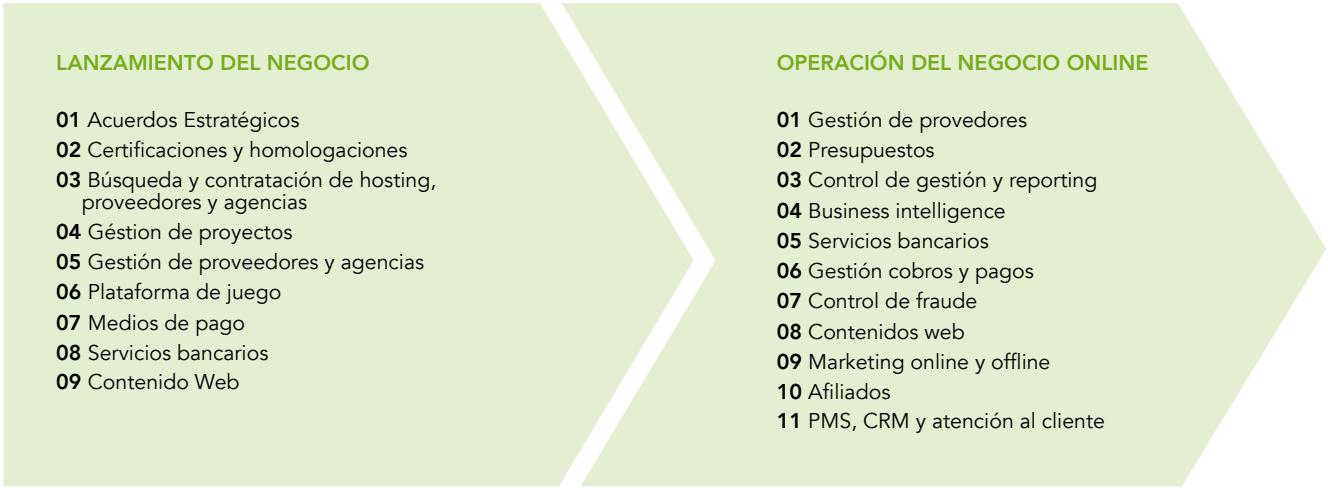 LANZAMIENTO DEL NEGOCIO
01 Acuerdos Estratégicos
02 Certificaciones y homologaciones
03 Búsqueda y contratación de hosting,
proveedores y agencias
04 Géstion de proyectos
05 Gestión de proveedores y agencias
06 Plataforma de juego
07 Medios de pago
08 Servicios bancarios
09 Contenido Web
OPERACIÓN DEL NEGOCIO ONLINE
01 Gestión de provedores
02 Presupuestos
03 Control de gestión y reporting
04 Business intelligence
05 Servicios bancarios
06 Gestión cobros y pagos
07 Control de fraude
08 Contenidos web
09 Marketing online y offline
10 Afiliados
11 PMS, CRM y atención al cliente